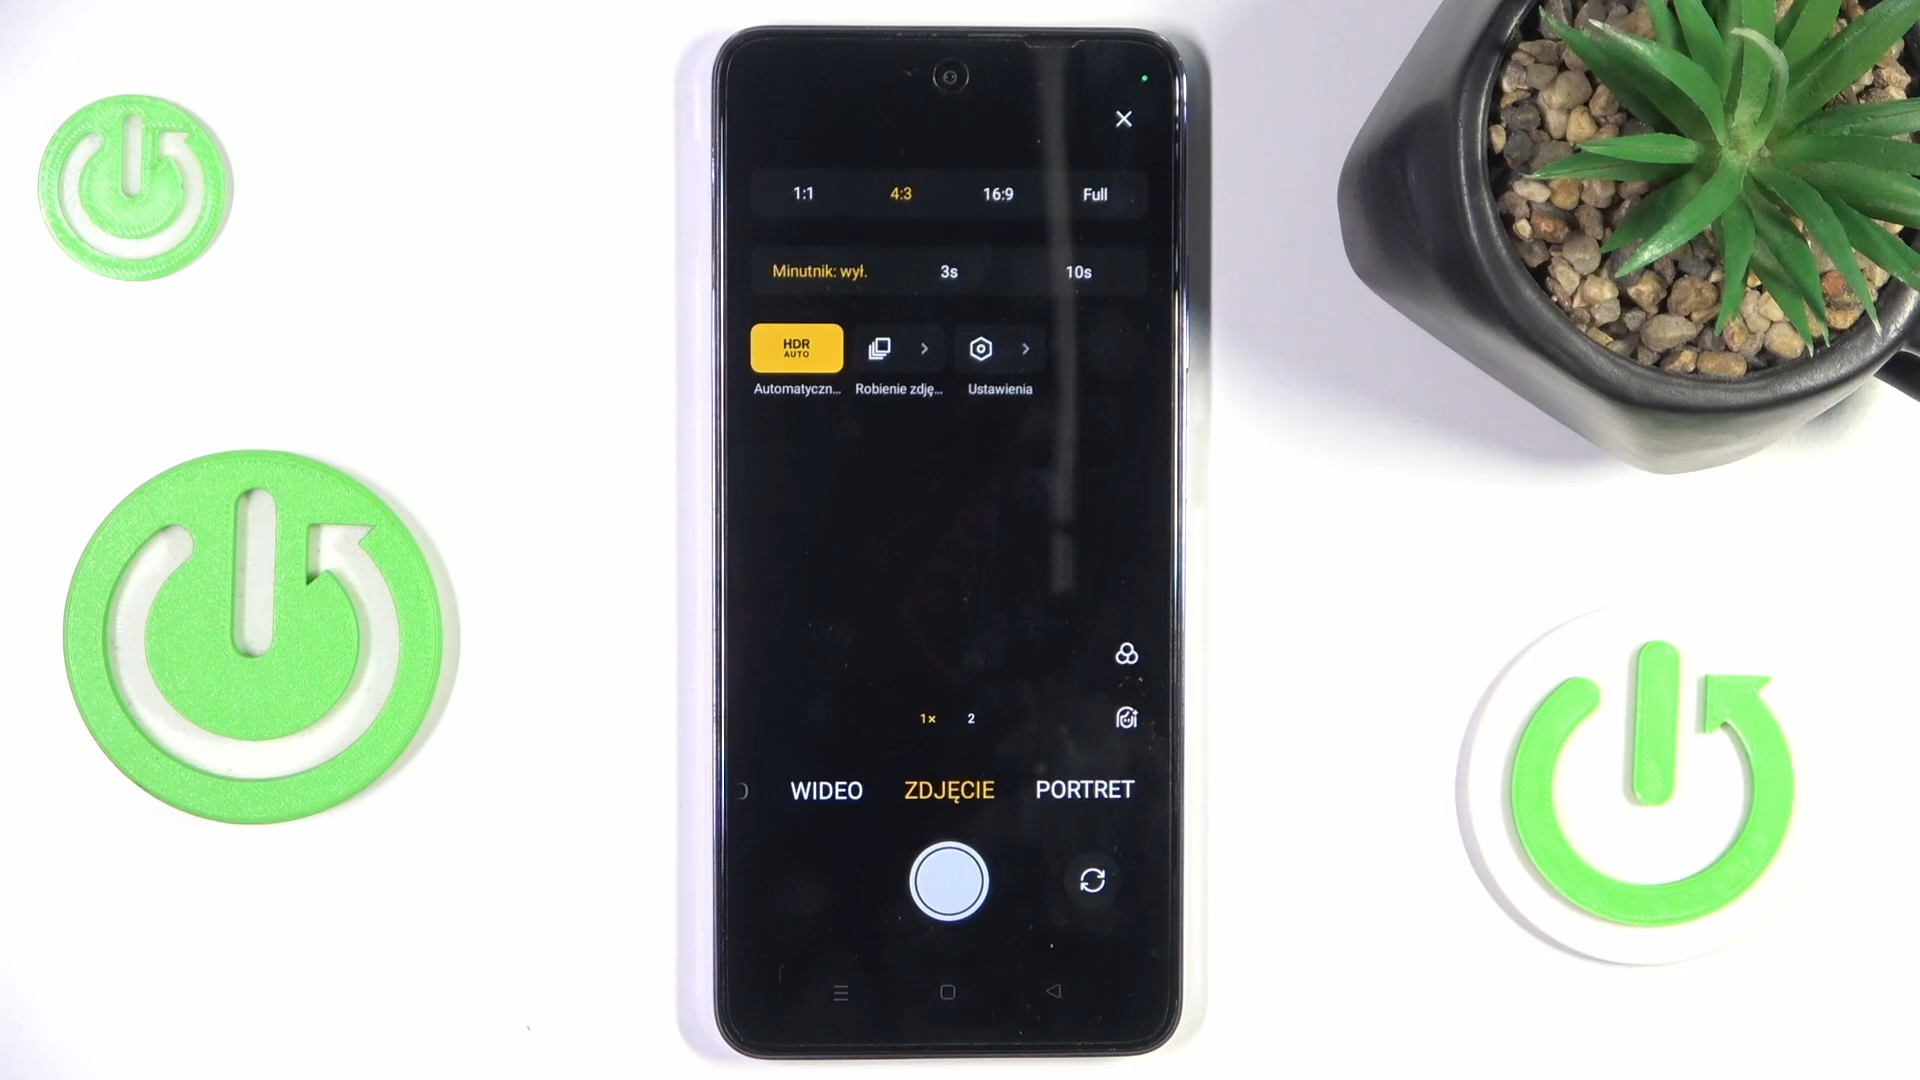 1:1 4:3 16:9 Full
Minutnik: wył. 3s 10s
HDR
AUTO
Automatyczn... Robienie zdję... Ustawienia
1× 2
WIDEO ZDJĘCIE PORTRET